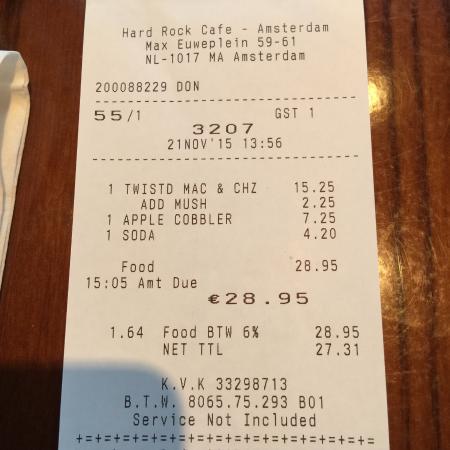 Hard Rock Cafe - Amsterdam
Max Euweplein 59-61
NL-1017 MA Amsterdam
200088229 DON
55/1 GST 1
3207
21NOV'15 13:56
1 TWISTD MAC & CHZ 15.25
ADD MUSH 2.25
1 APPLE COBBLER 7.25
1 SODA 4.20
Food 28.95
15:05 Amt Due
€28.95
1.64 Food BTW 6% 28.95
NET TTL 27.31
K.V.K 33298713
B.T.W. 8065.75.293 B01
Service Not Included
+=+=+=+=+=+=+=+=+=+=+=+=+=+=+